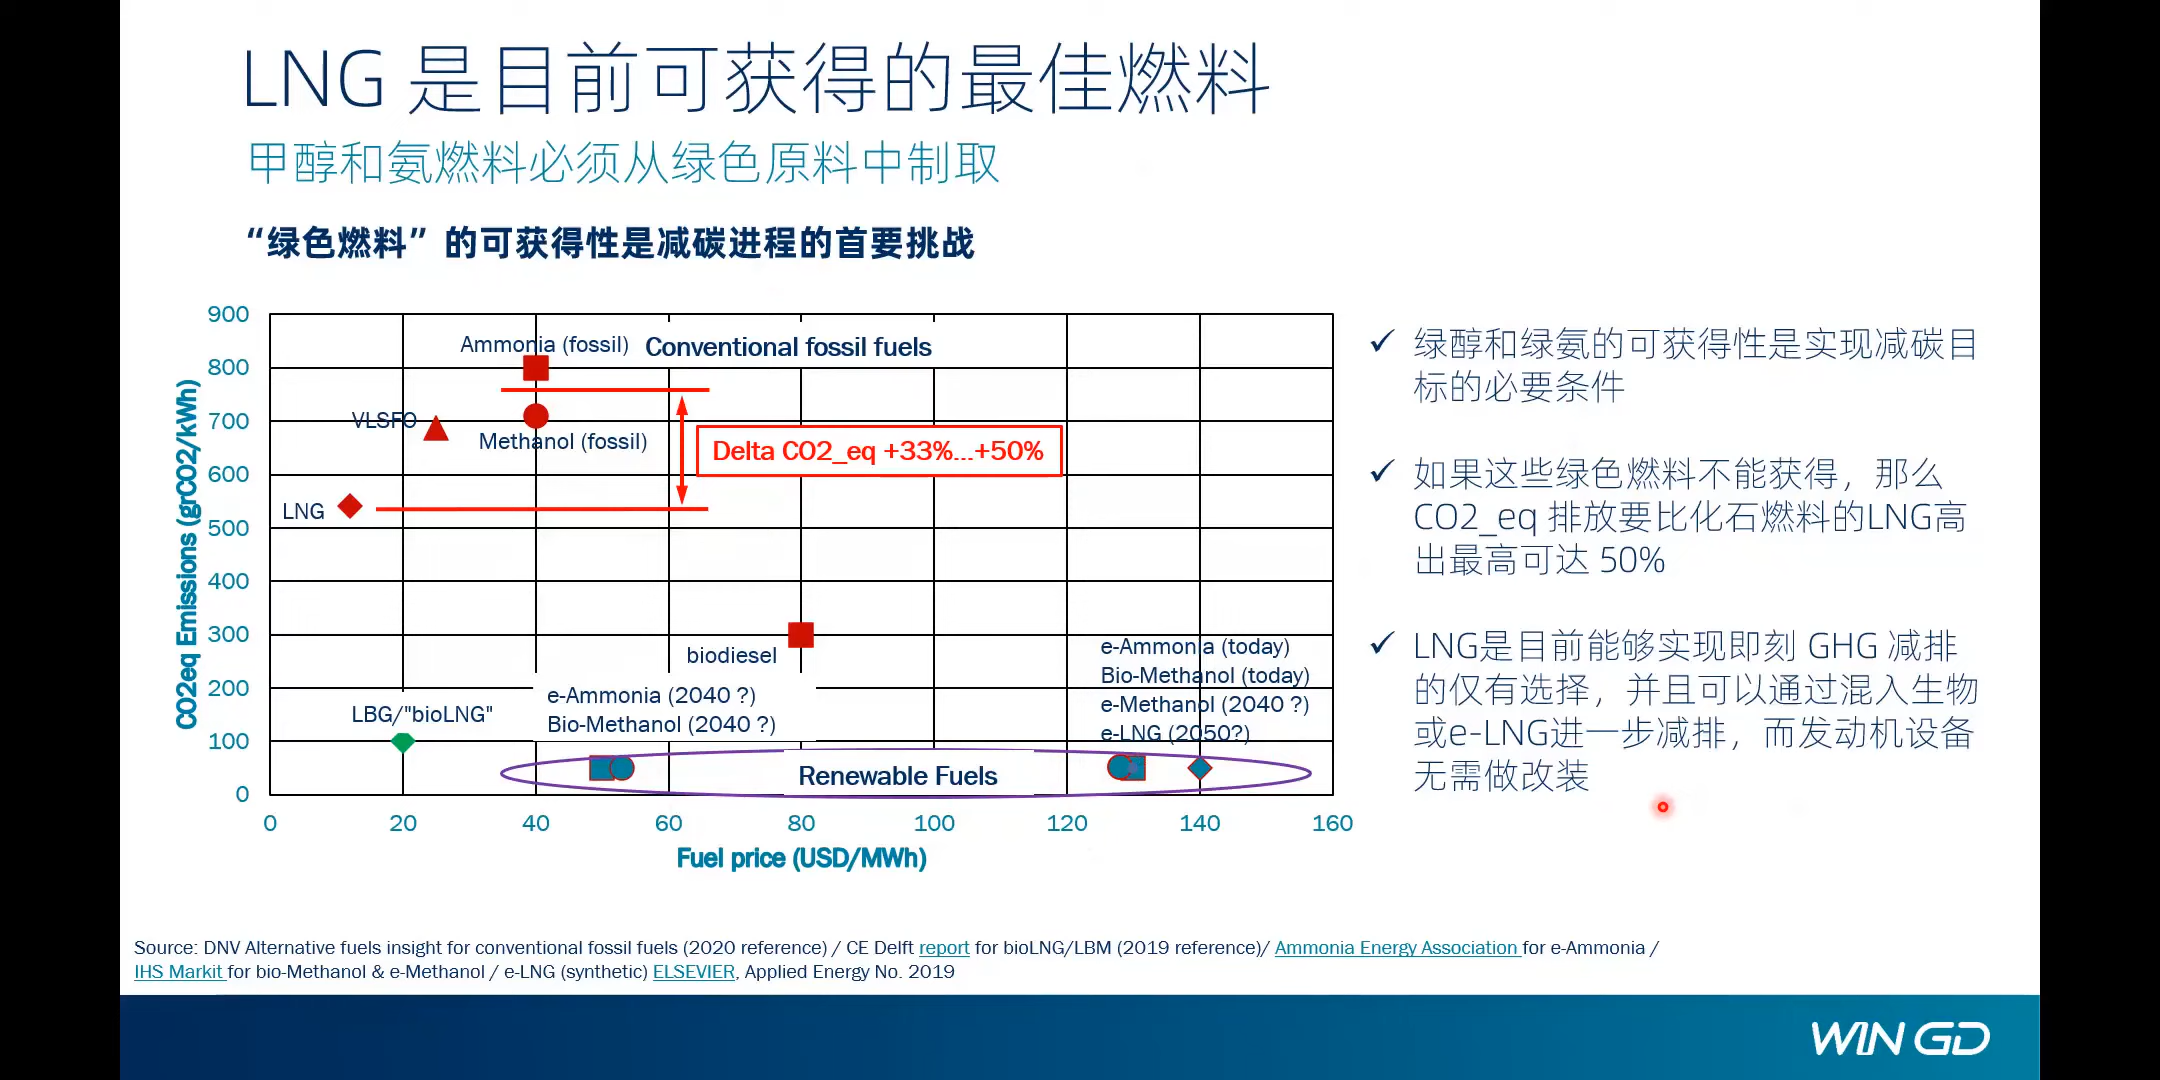 LNG 是目前可获得的最佳燃料
甲醇和氨燃料必须从绿色原料中制取
“绿色燃料”的可获得性是减碳进程的首要挑战
CO2eq Emissions (grCO2/kWh)
900
800
700
600
500
400
300
200
100
0
Ammonia (fossil)
Conventional fossil fuels
VLSFO
Methanol (fossil)
Delta CO2_eq +33%...+50%
LNG
biodiesel
e-Ammonia (today)
Bio-Methanol (today)
e-Methanol (2040 ?)
e-LNG (2050?)
e-Ammonia (2040 ?)
Bio-Methanol (2040 ?)
LBG/"bioLNG"
Renewable Fuels
0 20 40 60 80 100 120 140 160
Fuel price (USD/MWh)
✓ 绿醇和绿氨的可获得性是实现减碳目
标的必要条件
✓ 如果这些绿色燃料不能获得，那么
CO2_eq 排放要比化石燃料的LNG高
出最高可达 50%
✓ LNG是目前能够实现即刻 GHG 减排
的仅有选择，并且可以通过混入生物
或e-LNG进一步减排，而发动机设备
无需做改装
Source: DNV Alternative fuels insight for conventional fossil fuels (2020 reference) / CE Delft report for bioLNG/LBM (2019 reference)/ Ammonia Energy Association for e-Ammonia /
IHS Markit for bio-Methanol & e-Methanol / e-LNG (synthetic) ELSEVIER, Applied Energy No. 2019
WIN GD